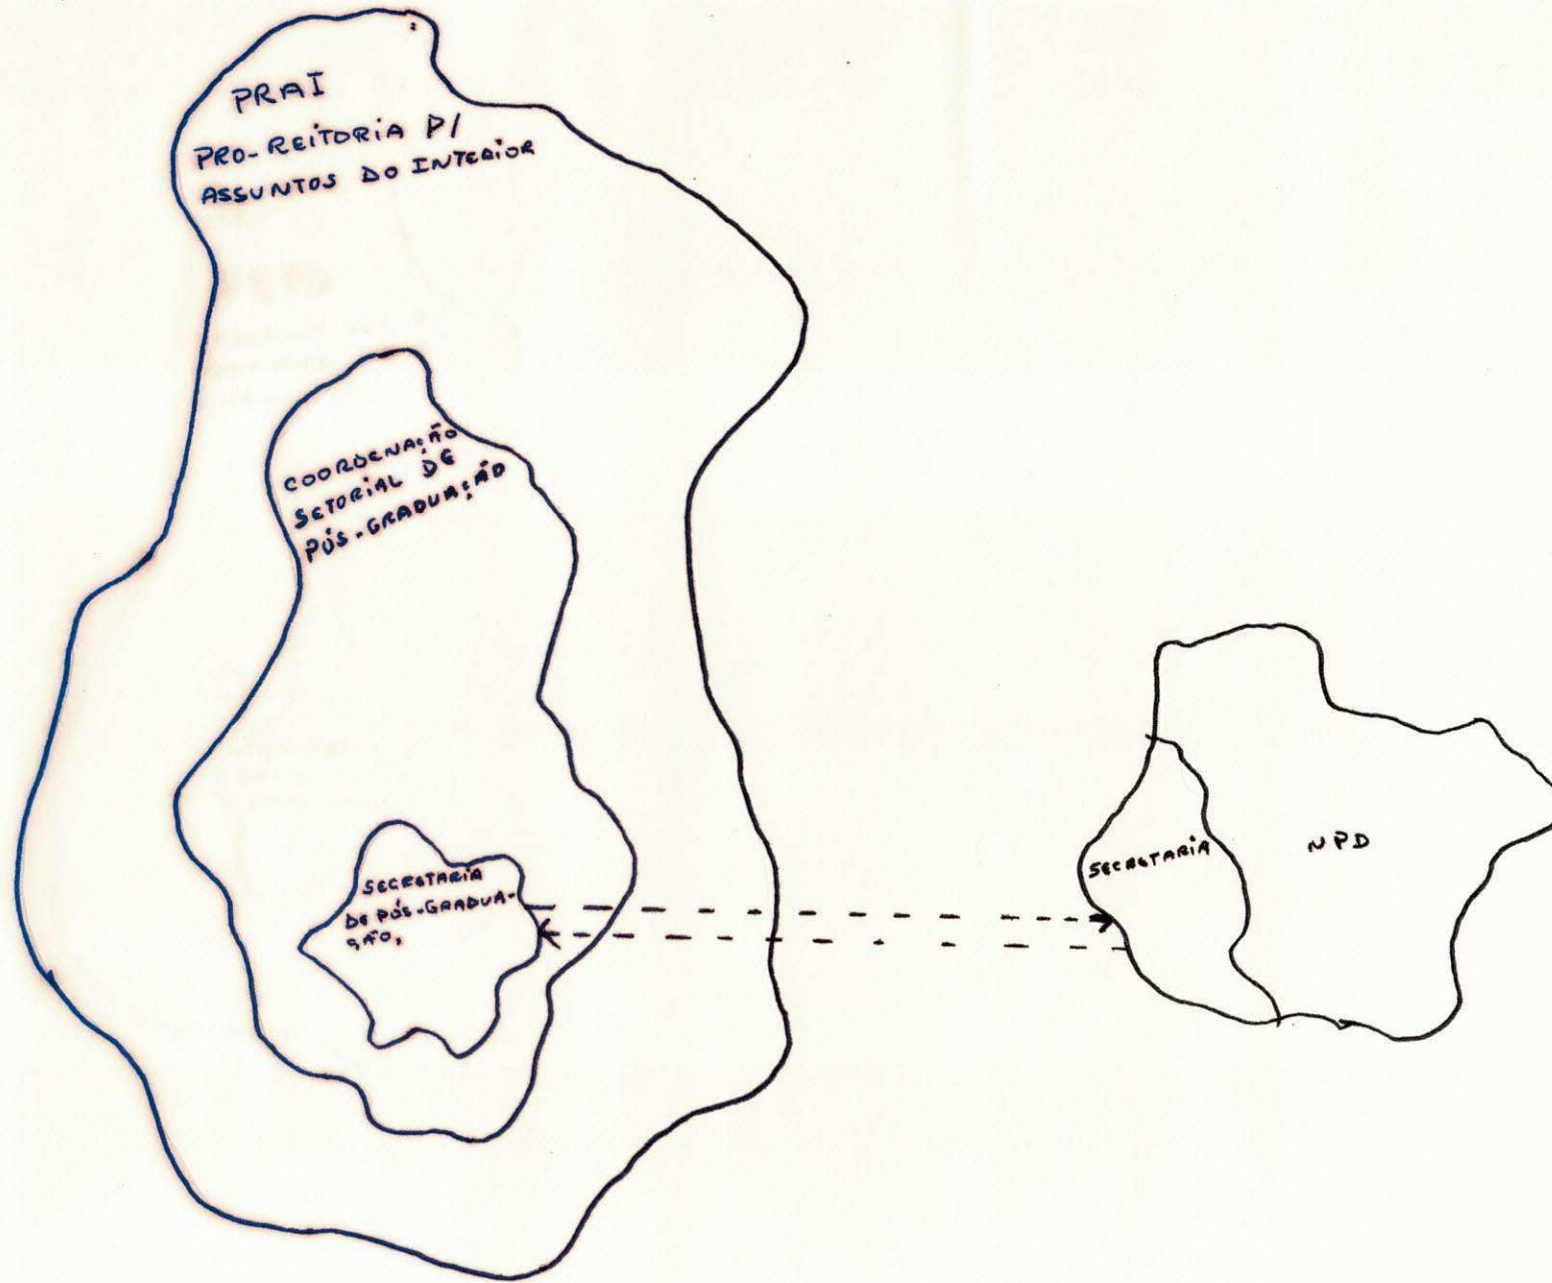 PRAI
PRO-REITORIA P/
ASSUNTOS DO INTERIOR
COORDENAÇÃO
SETORIAL DE
PÓS-GRADUAÇÃO
SECRETARIA
DE PÓS-GRADUA-
ÇÃO.
SECRETARIA
NPD